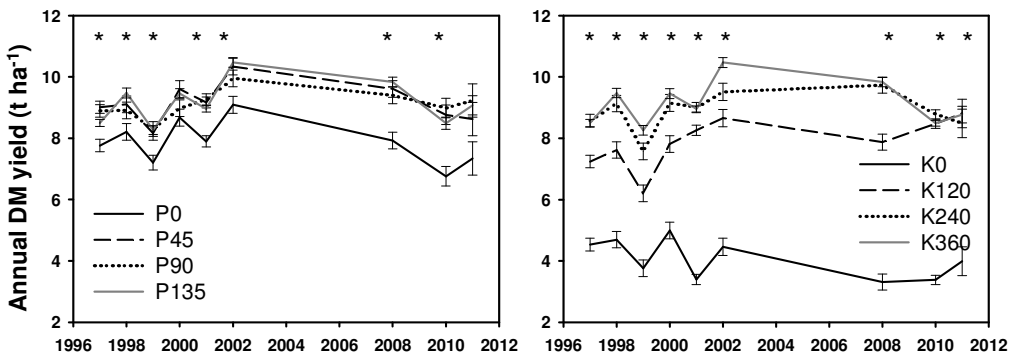 Annual DM yield (t ha⁻¹)
12
10
8
6
4
2
* * * * * * *
P0
P45
P90
P135
1996 1998 2000 2002 2004 2006 2008 2010 2012
12
10
8
6
4
2
* * * * * * * * *
K0
K120
K240
K360
1996 1998 2000 2002 2004 2006 2008 2010 2012